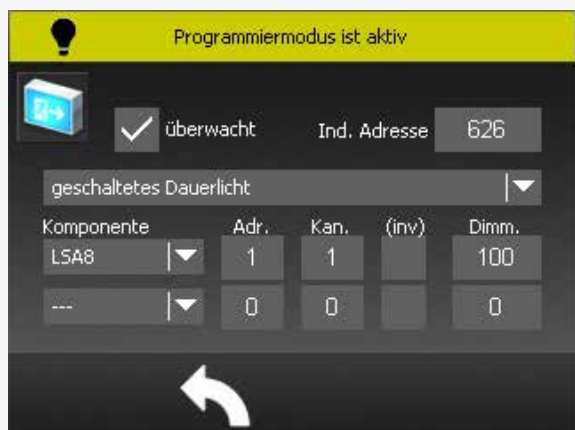 Programmiermodus ist aktiv
überwacht Ind. Adresse 626
geschaltetes Dauerlicht
Komponente Adr. Kan. (inv) Dimm.
LSA8 1 1 100
--- 0 0 0